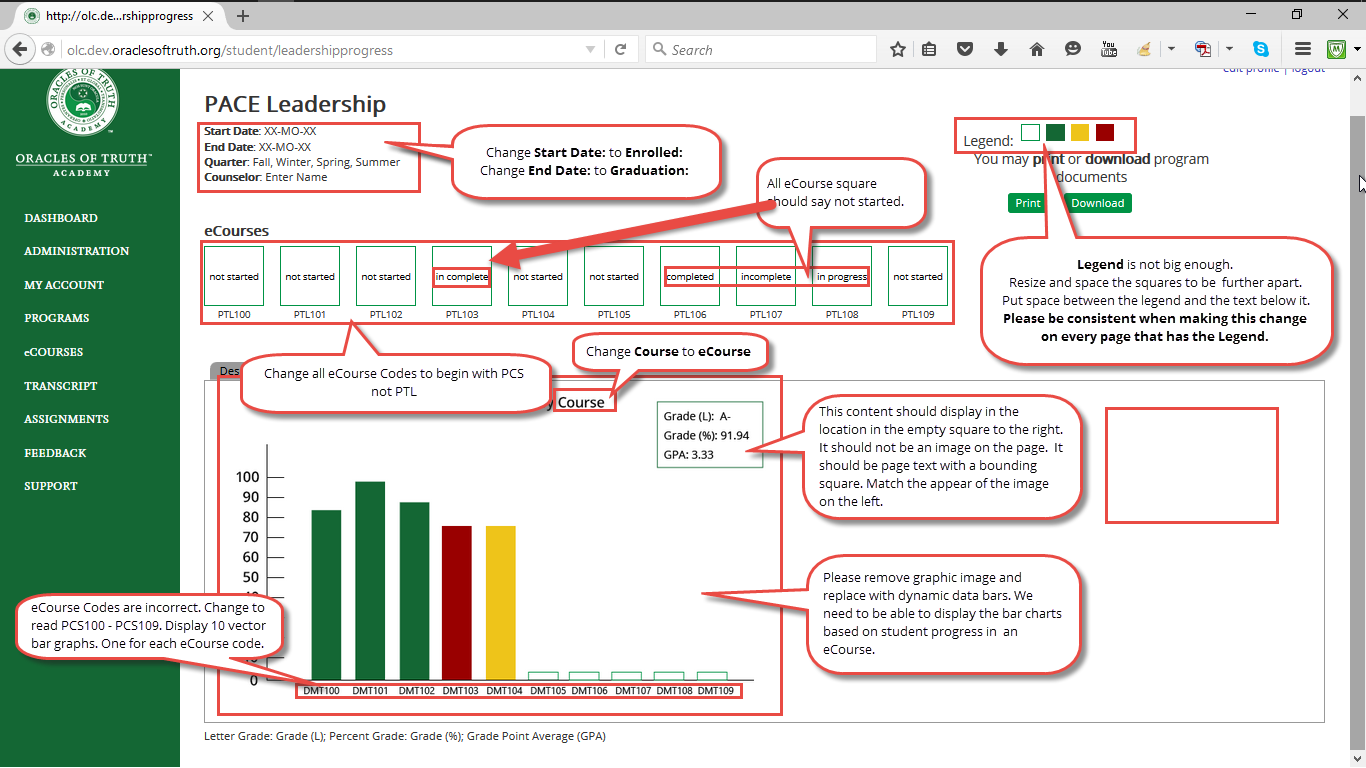 http://olc.de...rshipprogress
olc.dev.oraclesoftruth.org/student/leadershipprogress
Search
You Tube
ORACLES OF TRUTH
ACADEMY
ORACLES OF TRUTH™
ACADEMY
DASHBOARD
ADMINISTRATION
MY ACCOUNT
PROGRAMS
eCOURSES
TRANSCRIPT
ASSIGNMENTS
FEEDBACK
SUPPORT
edit profile | logout
PACE Leadership
Start Date: XX-MO-XX
End Date: XX-MO-XX
Quarter: Fall, Winter, Spring, Summer
Counselor: Enter Name
Change Start Date: to Enrolled:
Change End Date: to Graduation:
All eCourse square
should say not started.
Legend:
You may print or download program
documents
Print
Download
Legend is not big enough.
Resize and space the squares to be further apart.
Put space between the legend and the text below it.
Please be consistent when making this change
on every page that has the Legend.
eCourses
not started not started not started in complete not started not started completed incomplete in progress not started
PTL100 PTL101 PTL102 PTL103 PTL104 PTL105 PTL106 PTL107 PTL108 PTL109
Change Course to eCourse
Change all eCourse Codes to begin with PCS
not PTL
Des
y Course
Grade (L): A-
Grade (%): 91.94
GPA: 3.33
This content should display in the
location in the empty square to the right.
It should not be an image on the page. It
should be page text with a bounding
square. Match the appear of the image
on the left.
100
90
80
70
60
50
0
Please remove graphic image and
replace with dynamic data bars. We
need to be able to display the bar charts
based on student progress in an
eCourse.
eCourse Codes are incorrect. Change to
read PCS100 - PCS109. Display 10 vector
bar graphs. One for each eCourse code.
DMT100 DMT101 DMT102 DMT103 DMT104 DMT105 DMT106 DMT107 DMT108 DMT109
Letter Grade: Grade (L); Percent Grade: Grade (%); Grade Point Average (GPA)